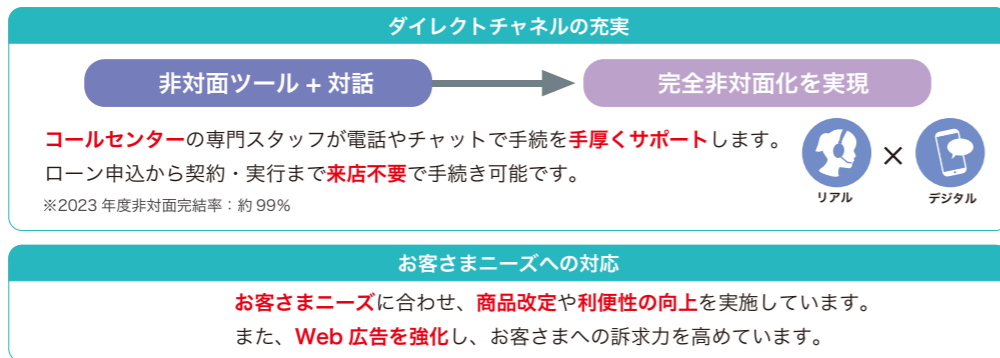 ダイレクトチャネルの充実
非対面ツール + 対話
完全非対面化を実現
コールセンターの専門スタッフが電話やチャットで手続を手厚くサポートします。
ローン申込から契約・実行まで来店不要で手続き可能です。
※2023 年度非対面完結率：約 99%
×
リアル
デジタル
お客さまニーズへの対応
お客さまニーズに合わせ、商品改定や利便性の向上を実施しています。
また、Web 広告を強化し、お客さまへの訴求力を高めています。